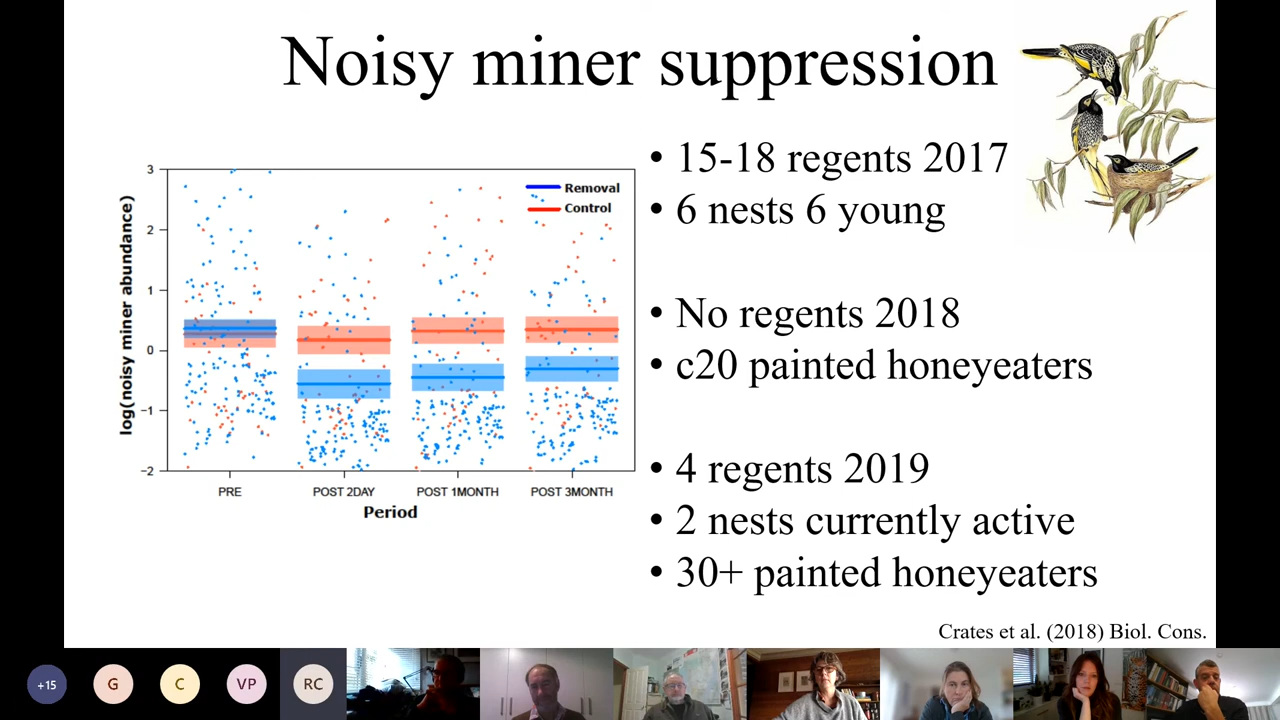 Noisy miner suppression
log(noisy miner abundance)
3
2
1
0
−1
−2
Removal
Control
PRE
POST 2DAY
POST 1MONTH
POST 3MONTH
Period
• 15-18 regents 2017
• 6 nests 6 young
• No regents 2018
• c20 painted honeyeaters
• 4 regents 2019
• 2 nests currently active
• 30+ painted honeyeaters
Crates et al. (2018) Biol. Cons.
+15
G
C
VP
RC